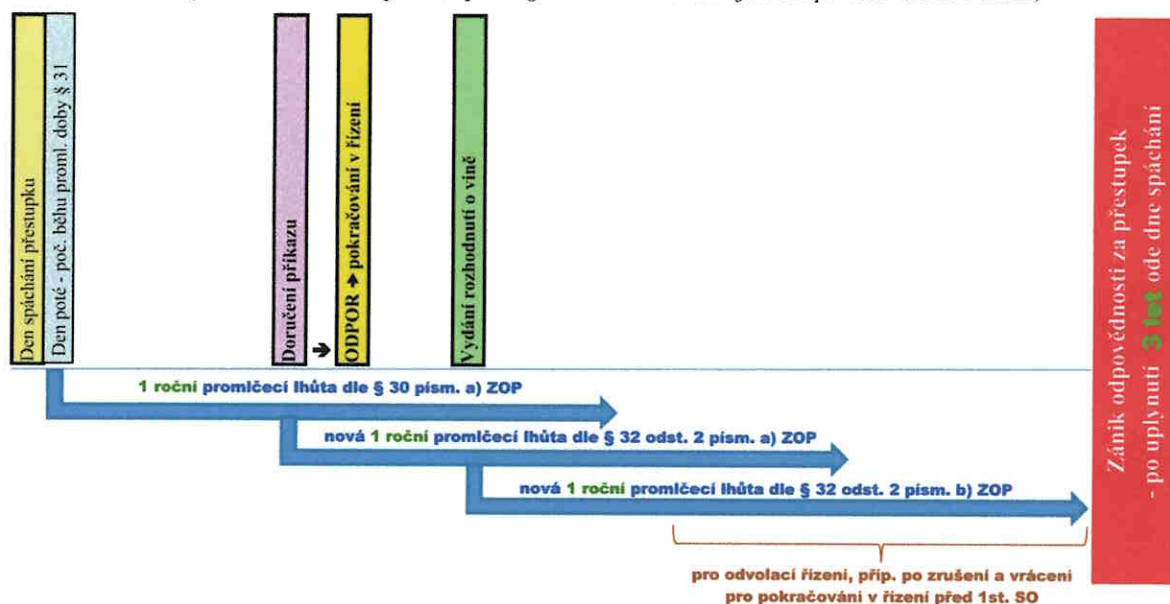 Den spáchání přestupku
Den poté - poč. běhu proml. doby § 31
Doručení příkazu
➔
ODPOR ➔ pokračování v řízení
Vydání rozhodnutí o vině
1 roční promlčecí lhůta dle § 30 písm. a) ZOP
nová 1 roční promlčecí lhůta dle § 32 odst. 2 písm. a) ZOP
nová 1 roční promlčecí lhůta dle § 32 odst. 2 písm. b) ZOP
pro odvolací řízení, příp. po zrušení a vrácení
pro pokračování v řízení před 1st. SO
Zánik odpovědnosti za přestupek
- po uplynutí 3 let ode dne spáchání